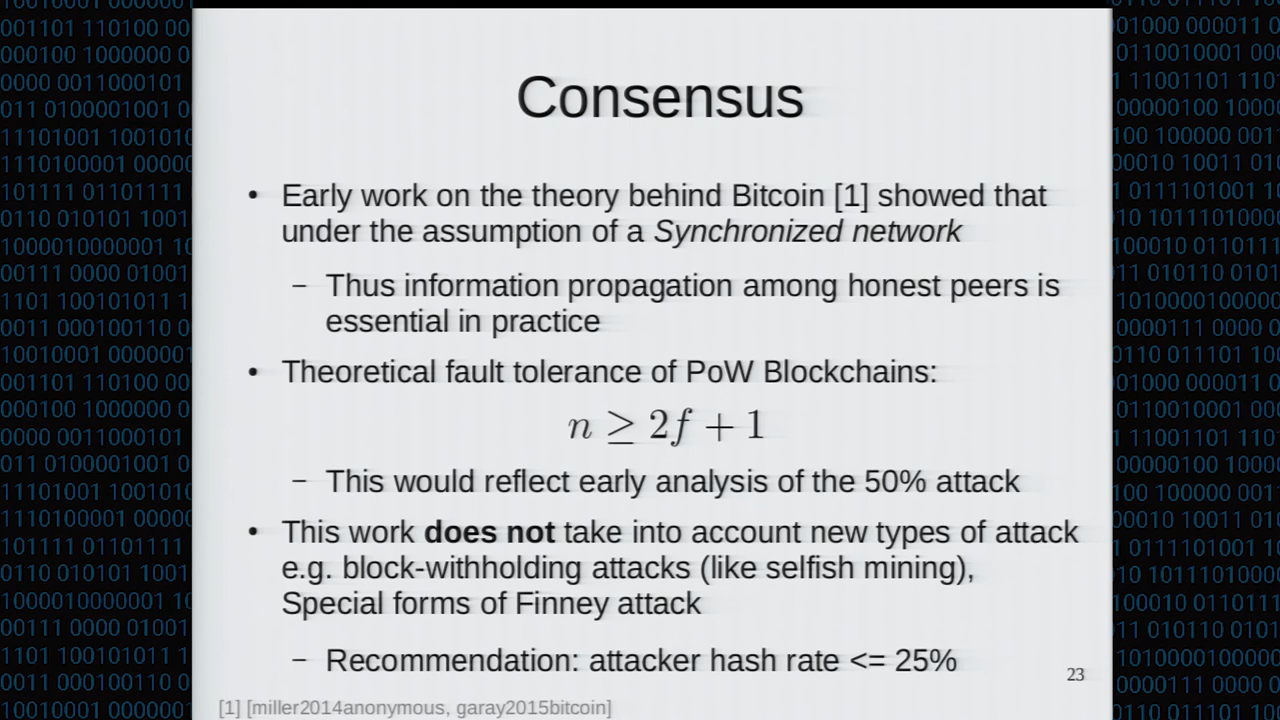 Consensus
• Early work on the theory behind Bitcoin [1] showed that
under the assumption of a Synchronized network
– Thus information propagation among honest peers is
essential in practice
• Theoretical fault tolerance of PoW Blockchains:
n ≥ 2f + 1
– This would reflect early analysis of the 50% attack
• This work does not take into account new types of attack
e.g. block-withholding attacks (like selfish mining),
Special forms of Finney attack
– Recommendation: attacker hash rate <= 25%
23
[1] [miller2014anonymous, garay2015bitcoin]